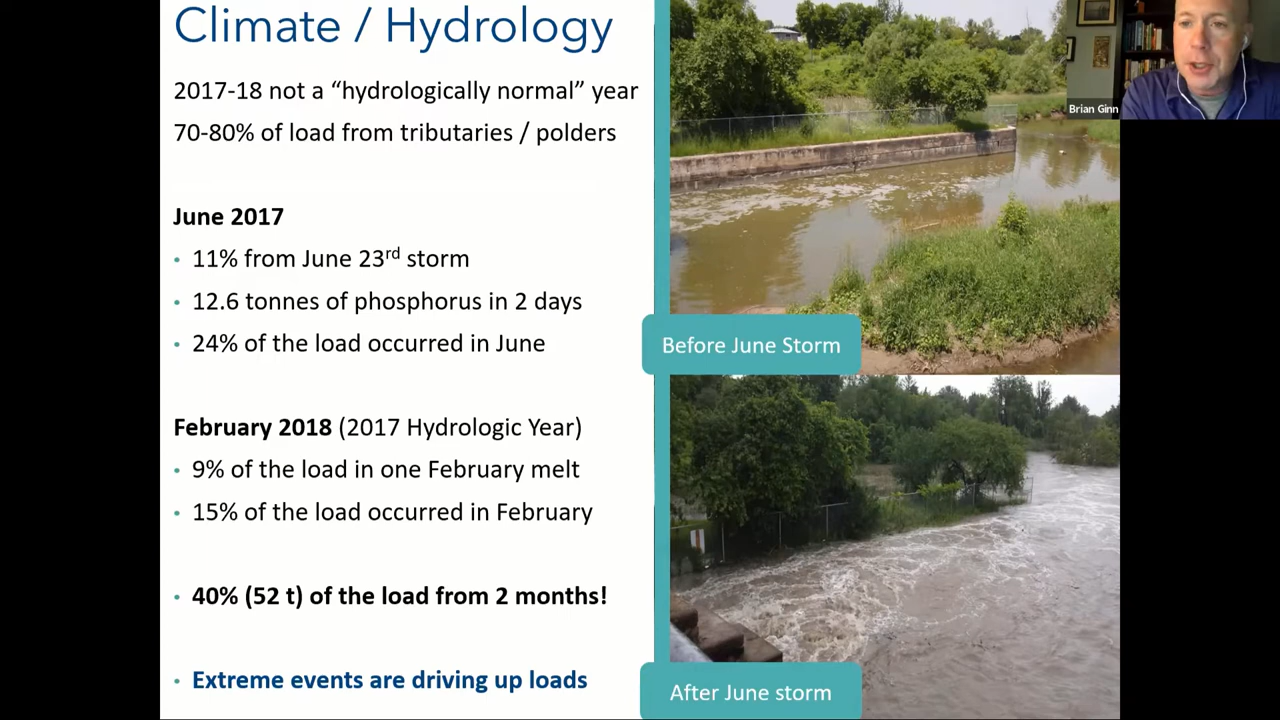 Climate / Hydrology
2017-18 not a “hydrologically normal” year
70-80% of load from tributaries / polders
June 2017
• 11% from June 23rd storm
• 12.6 tonnes of phosphorus in 2 days
• 24% of the load occurred in June
February 2018 (2017 Hydrologic Year)
• 9% of the load in one February melt
• 15% of the load occurred in February
• 40% (52 t) of the load from 2 months!
• Extreme events are driving up loads
Before June Storm
After June storm
Brian Ginn